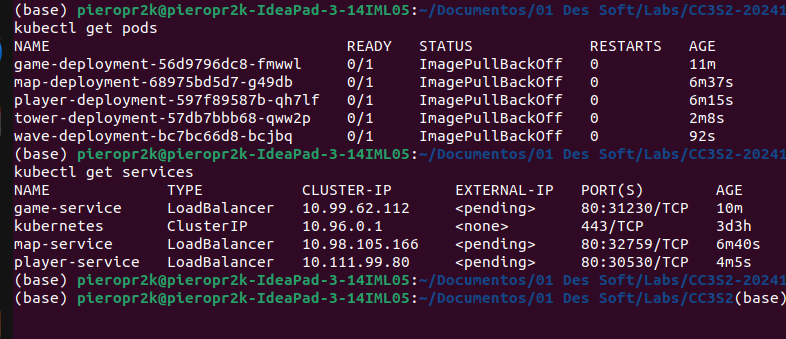 (base) pieropr2k@pieropr2k-IdeaPad-3-14IML05:~/Documentos/01 Des Soft/Labs/CC3S2-20241
kubectl get pods
NAME READY STATUS RESTARTS AGE
game-deployment-56d9796dc8-fmwwl 0/1 ImagePullBackOff 0 11m
map-deployment-68975bd5d7-g49db 0/1 ImagePullBackOff 0 6m37s
player-deployment-597f89587b-qh7lf 0/1 ImagePullBackOff 0 6m15s
tower-deployment-57db7bbb68-qww2p 0/1 ImagePullBackOff 0 2m8s
wave-deployment-bc7bc66d8-bcjbq 0/1 ImagePullBackOff 0 92s
(base) pieropr2k@pieropr2k-IdeaPad-3-14IML05:~/Documentos/01 Des Soft/Labs/CC3S2-20241
kubectl get services
NAME TYPE CLUSTER-IP EXTERNAL-IP PORT(S) AGE
game-service LoadBalancer 10.99.62.112 <pending> 80:31230/TCP 10m
kubernetes ClusterIP 10.96.0.1 <none> 443/TCP 3d3h
map-service LoadBalancer 10.98.105.166 <pending> 80:32759/TCP 6m40s
player-service LoadBalancer 10.111.99.80 <pending> 80:30530/TCP 4m5s
(base) pieropr2k@pieropr2k-IdeaPad-3-14IML05:~/Documentos/01 Des Soft/Labs/CC3S2-20241
(base) pieropr2k@pieropr2k-IdeaPad-3-14IML05:~/Documentos/01 Des Soft/Labs/CC3S2(base)